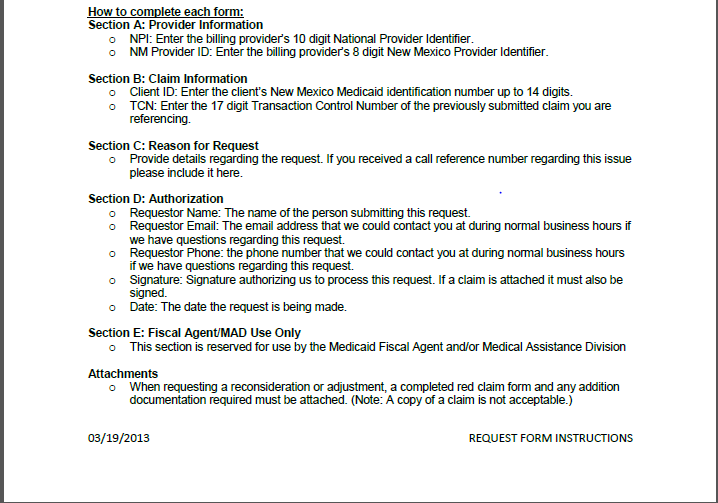 How to complete each form:
Section A: Provider Information
o NPI: Enter the billing provider's 10 digit National Provider Identifier.
o NM Provider ID: Enter the billing provider's 8 digit New Mexico Provider Identifier.
Section B: Claim Information
o Client ID: Enter the client's New Mexico Medicaid identification number up to 14 digits.
o TCN: Enter the 17 digit Transaction Control Number of the previously submitted claim you are
referencing.
Section C: Reason for Request
o Provide details regarding the request. If you received a call reference number regarding this issue
please include it here.
Section D: Authorization
o Requestor Name: The name of the person submitting this request.
o Requestor Email: The email address that we could contact you at during normal business hours if
we have questions regarding this request.
o Requestor Phone: the phone number that we could contact you at during normal business hours
if we have questions regarding this request.
o Signature: Signature authorizing us to process this request. If a claim is attached it must also be
signed.
o Date: The date the request is being made.
Section E: Fiscal Agent/MAD Use Only
o This section is reserved for use by the Medicaid Fiscal Agent and/or Medical Assistance Division
Attachments
o When requesting a reconsideration or adjustment, a completed red claim form and any addition
documentation required must be attached. (Note: A copy of a claim is not acceptable.)
03/19/2013 REQUEST FORM INSTRUCTIONS